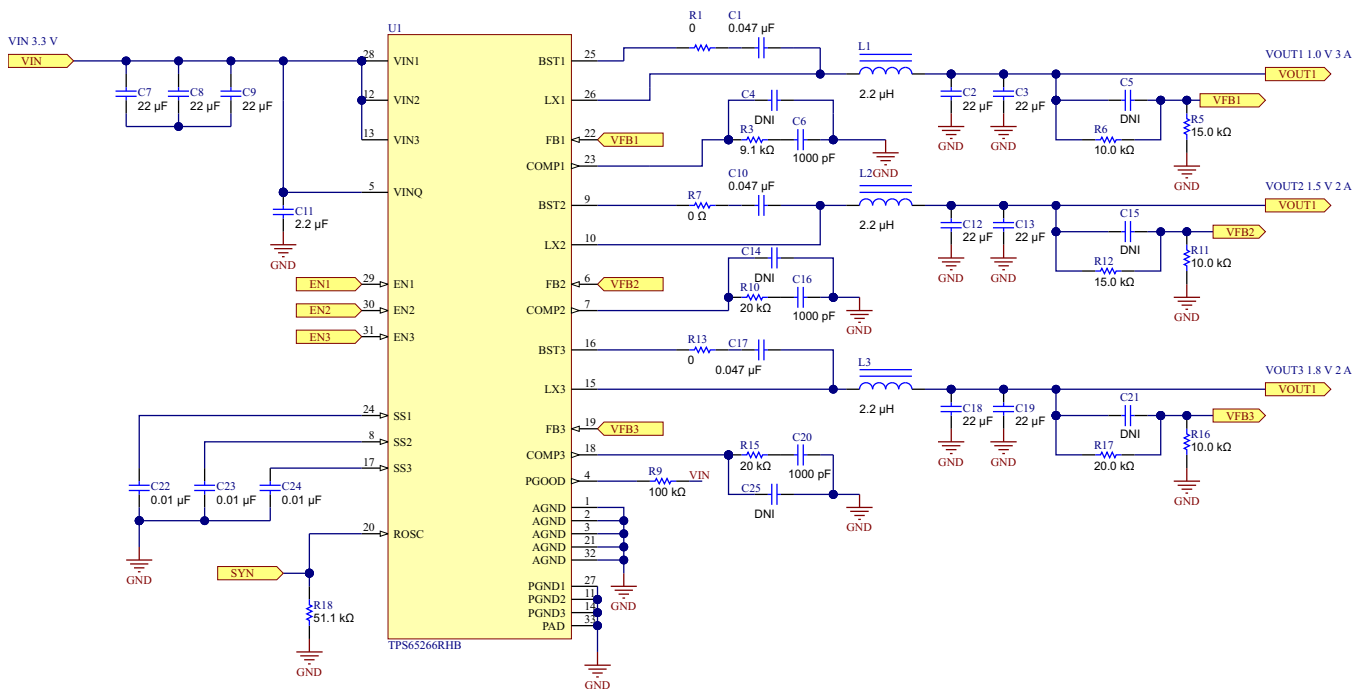 U1
VIN 3.3 V
VIN
C7
22 µF
C8
22 µF
C9
22 µF
C11
2.2 µF
GND
28
VIN1
12
VIN2
13
VIN3
5
VINQ
EN1
29
EN1
EN2
30
EN2
EN3
31
EN3
24
SS1
8
SS2
17
SS3
C22
0.01 µF
C23
0.01 µF
C24
0.01 µF
GND
20
ROSC
SYN
R18
51.1 kΩ
GND
TPS65266RHB
BST1
25
LX1
26
FB1
22
VFB1
COMP1
23
BST2
9
LX2
10
FB2
6
VFB2
COMP2
7
BST3
16
LX3
15
FB3
19
VFB3
COMP3
18
PGOOD
4
AGND
1
AGND
2
AGND
3
AGND
21
AGND
32
GND
PGND1
27
PGND2
11
PGND3
14
PAD
33
GND
R1
0
C1
0.047 µF
L1
2.2 µH
C4
DNI
R3
9.1 kΩ
C6
1000 pF
GND
C2
22 µF
GND
C3
22 µF
GND
VOUT1 1.0 V 3 A
VOUT1
C5
DNI
R6
10.0 kΩ
VFB1
R5
15.0 kΩ
GND
R7
0 Ω
C10
0.047 µF
L2
2.2 µH
C14
DNI
R10
20 kΩ
C16
1000 pF
GND
C12
22 µF
GND
C13
22 µF
GND
VOUT2 1.5 V 2 A
VOUT1
C15
DNI
R12
15.0 kΩ
VFB2
R11
10.0 kΩ
GND
R13
0
C17
0.047 µF
L3
2.2 µH
R15
20 kΩ
C20
1000 pF
C25
DNI
GND
R9
100 kΩ
VIN
C18
22 µF
GND
C19
22 µF
GND
VOUT3 1.8 V 2 A
VOUT1
C21
DNI
R17
20.0 kΩ
VFB3
R16
10.0 kΩ
GND